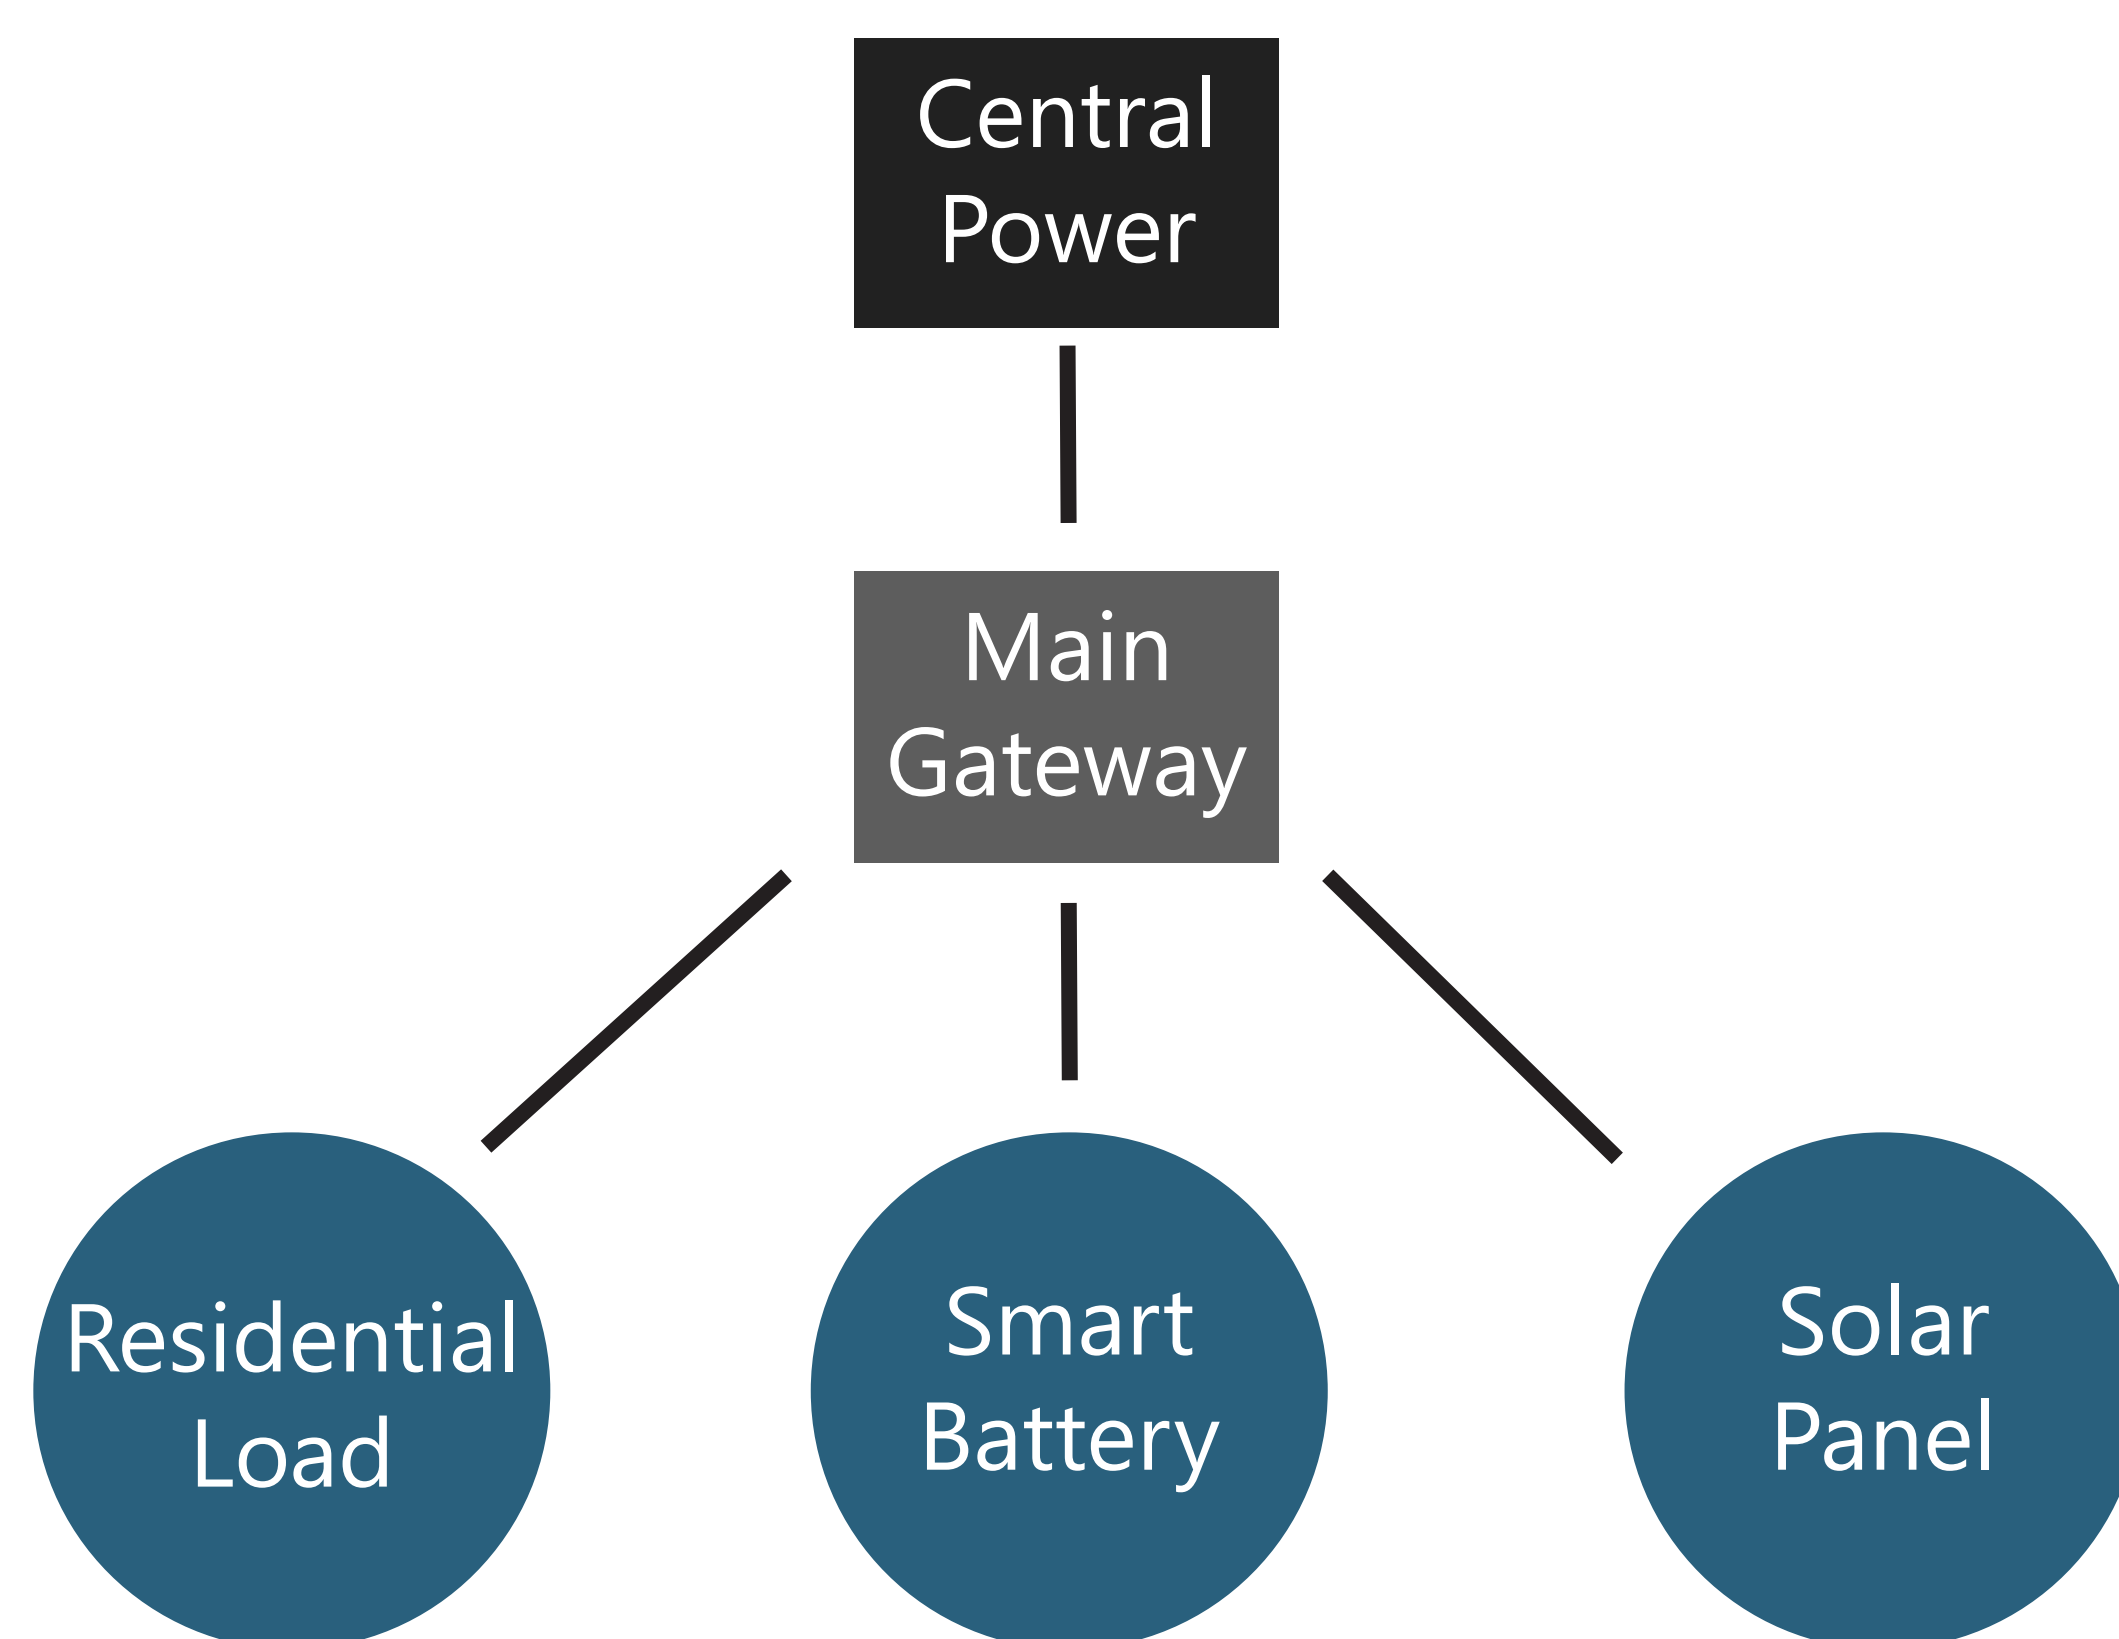 Central
Power
Main
Gateway
Residential
Load
Smart
Battery
Solar
Panel